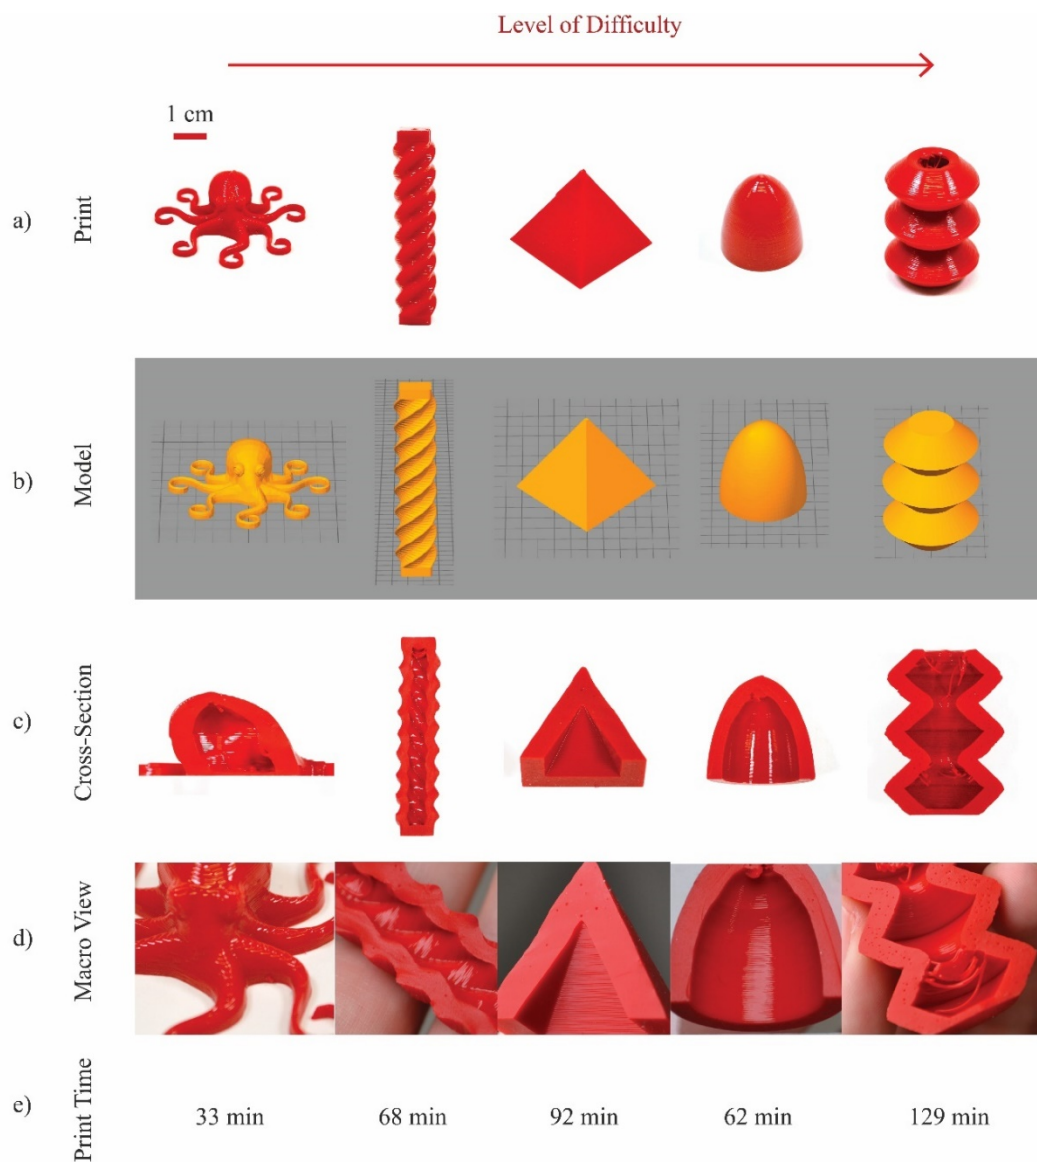 Level of Difficulty
1 cm
a)
Print
b)
Model
c)
Cross-Section
d)
Macro View
e)
Print Time
33 min
68 min
92 min
62 min
129 min